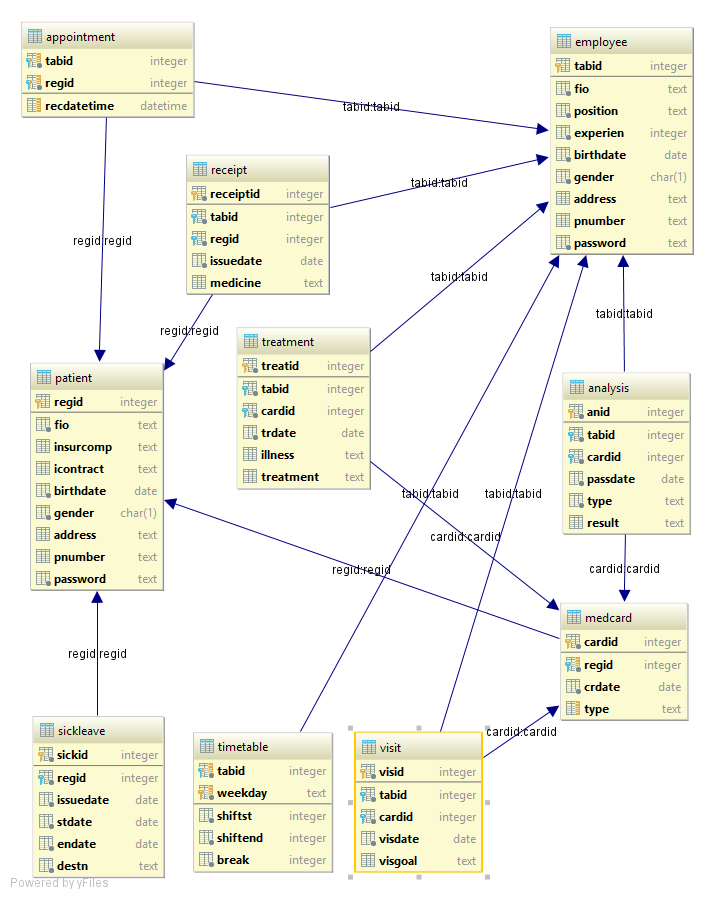 appointment
tabid integer
regid integer
recdatetime datetime
employee
tabid integer
fio text
position text
experien integer
birthdate date
gender char(1)
address text
pnumber text
password text
tabid:tabid
receipt
receiptid integer
tabid integer
regid integer
issuedate date
medicine text
tabid:tabid
regid:regid
tabid:tabid
regid:regid
tabid:tabid
treatment
treatid integer
tabid integer
cardid integer
trdate date
illness text
treatment text
patient
regid integer
fio text
insurcomp text
icontract text
birthdate date
gender char(1)
address text
pnumber text
password text
analysis
anid integer
tabid integer
cardid integer
passdate date
type text
result text
tabid:tabid
tabid:tabid
cardid:cardid
regid:regid
cardid:cardid
medcard
cardid integer
regid integer
crdate date
type text
regid:regid
cardid:cardid
sickleave
sickid integer
regid integer
issuedate date
stdate date
endate date
destn text
timetable
tabid integer
weekday text
shiftst integer
shiftend integer
break integer
visit
visid integer
tabid integer
cardid integer
visdate date
visgoal text
Powered by yFiles